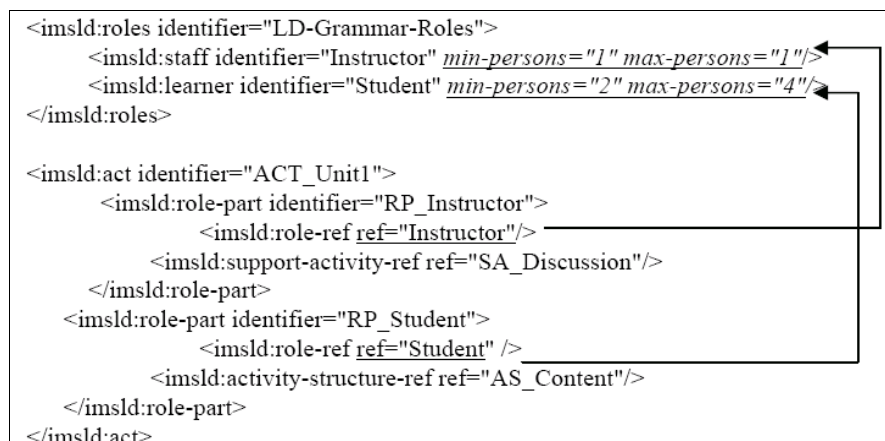 <imsld:roles identifier="LD-Grammar-Roles">
<imsld:staff identifier="Instructor" min-persons="1" max-persons="1"/>
<imsld:learner identifier="Student" min-persons="2" max-persons="4"/>
</imsld:roles>
<imsld:act identifier="ACT_Unit1">
<imsld:role-part identifier="RP_Instructor">
<imsld:role-ref ref="Instructor"/>
<imsld:support-activity-ref ref="SA_Discussion"/>
</imsld:role-part>
<imsld:role-part identifier="RP_Student">
<imsld:role-ref ref="Student" />
<imsld:activity-structure-ref ref="AS_Content"/>
</imsld:role-part>
</imsld:act>